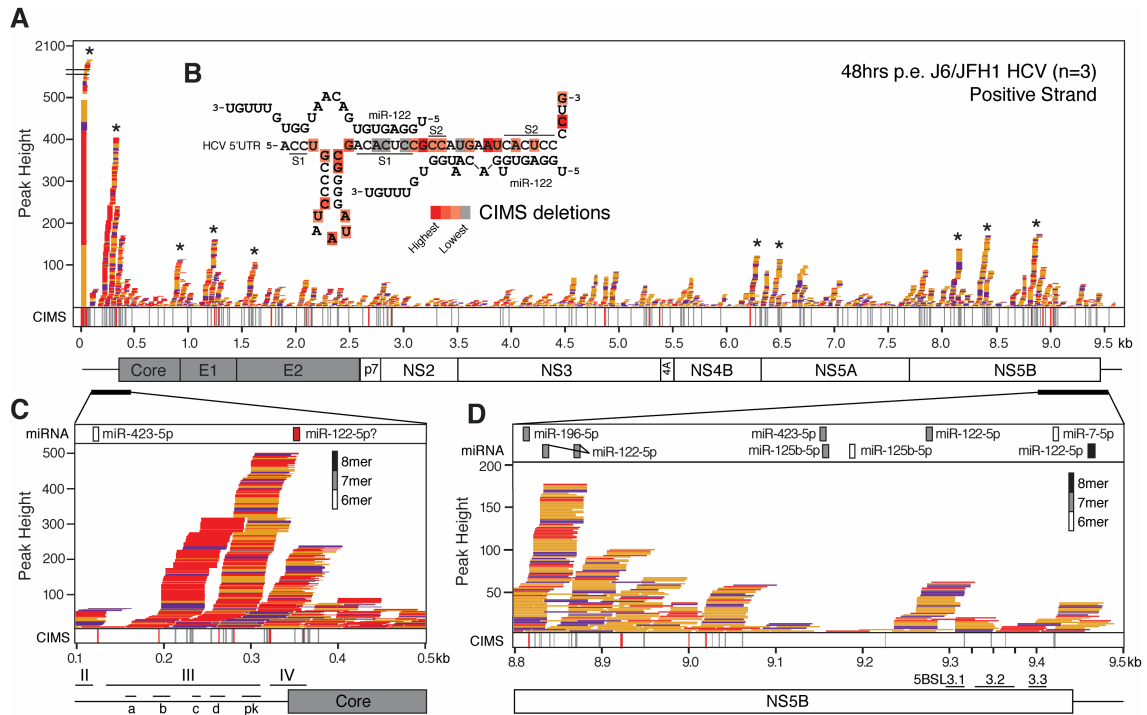 A
2100
500
400
300
200
100
Peak Height
* * * * * * * * * *
48hrs p.e. J6/JFH1 HCV (n=3)
Positive Strand
B
3-UGUUU
G
UGG
U
A
ACA
G
UGUGAGG
U-5
miR-122
HCV 5'UTR 5-ACCU
S1
GCCCC
U
A
A
U
A
GGGGC
GACACUCCGCCAUGAAUCACUCC
S1
S2
S2
CUG-3
3-UGUUU
G
U
GGUAC
A
A
U
GGUGAGG
U-5
miR-122
CIMS deletions
Highest
Lowest
CIMS
0 0.5 1.0 1.5 2.0 2.5 3.0 3.5 4.0 4.5 5.0 5.5 6.0 6.5 7.0 7.5 8.0 8.5 9.0 9.5 kb
Core E1 E2 p7 NS2 NS3 4A NS4B NS5A NS5B
C
miRNA
miR-423-5p
miR-122-5p?
500
400
300
200
100
Peak Height
8mer
7mer
6mer
CIMS
0.1 0.2 0.3 0.4 0.5kb
II III IV
a b c d pk
Core
D
miRNA
miR-196-5p
miR-423-5p
miR-122-5p
miR-7-5p
miR-122-5p
miR-125b-5p
miR-125b-5p
miR-122-5p
200
150
100
50
Peak Height
8mer
7mer
6mer
CIMS
8.8 8.9 9.0 9.2 9.3 9.4 9.5 kb
5BSL3.1 3.2 3.3
NS5B